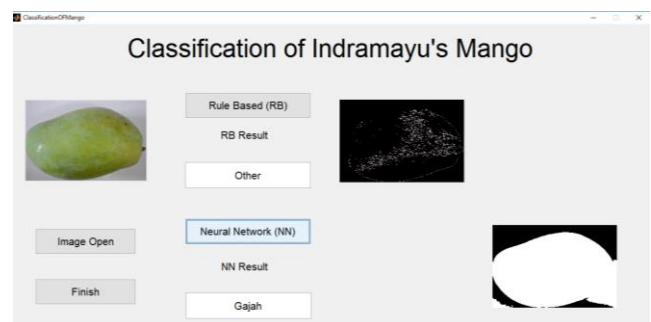 ClassificationOFMango
Classification of Indramayu's Mango
Rule Based (RB)
RB Result
Other
Image Open
Neural Network (NN)
NN Result
Finish
Gajah